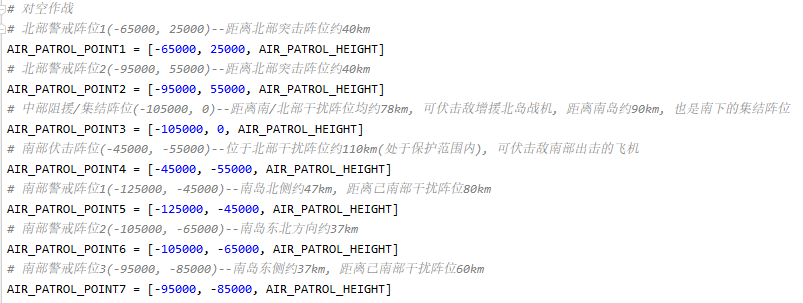 # 对空作战
# 北部警戒阵位1(-65000, 25000)--距离北部突击阵位约40km
AIR_PATROL_POINT1 = [-65000, 25000, AIR_PATROL_HEIGHT]
# 北部警戒阵位2(-95000, 55000)--距离北部突击阵位约40km
AIR_PATROL_POINT2 = [-95000, 55000, AIR_PATROL_HEIGHT]
# 中部阻援/集结阵位(-105000, 0)--距离南/北部干扰阵位均约78km, 可伏击敌增援北岛战机, 距离南岛约90km, 也是南下的集结阵位
AIR_PATROL_POINT3 = [-105000, 0, AIR_PATROL_HEIGHT]
# 南部伏击阵位(-45000, -55000)--位于北部干扰阵位约110km(处于保护范围内), 可伏击敌南部出击的飞机
AIR_PATROL_POINT4 = [-45000, -55000, AIR_PATROL_HEIGHT]
# 南部警戒阵位1(-125000, -45000)--南岛北侧约47km, 距离己南部干扰阵位80km
AIR_PATROL_POINT5 = [-125000, -45000, AIR_PATROL_HEIGHT]
# 南部警戒阵位2(-105000, -65000)--南岛东北方向约37km
AIR_PATROL_POINT6 = [-105000, -65000, AIR_PATROL_HEIGHT]
# 南部警戒阵位3(-95000, -85000)--南岛东侧约37km, 距离己南部干扰阵位60km
AIR_PATROL_POINT7 = [-95000, -85000, AIR_PATROL_HEIGHT]